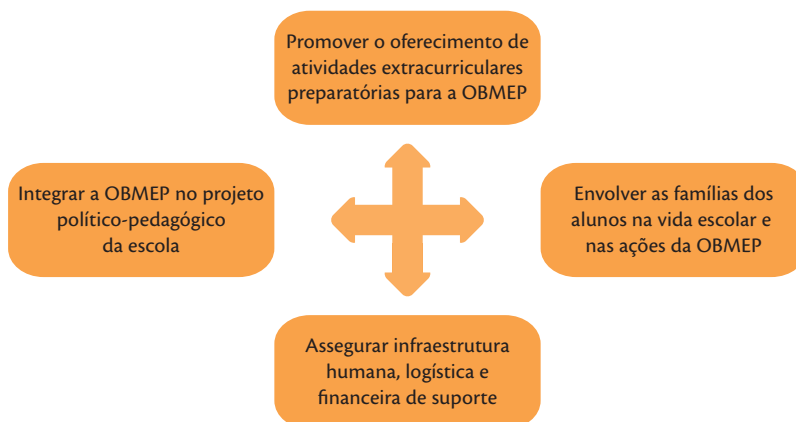 Promover o oferecimento de
atividades extracurriculares
preparatórias para a OBMEP
Integrar a OBMEP no projeto
político-pedagógico
da escola
Envolver as famílias dos
alunos na vida escolar e
nas ações da OBMEP
Assegurar infraestrutura
humana, logística e
financeira de suporte